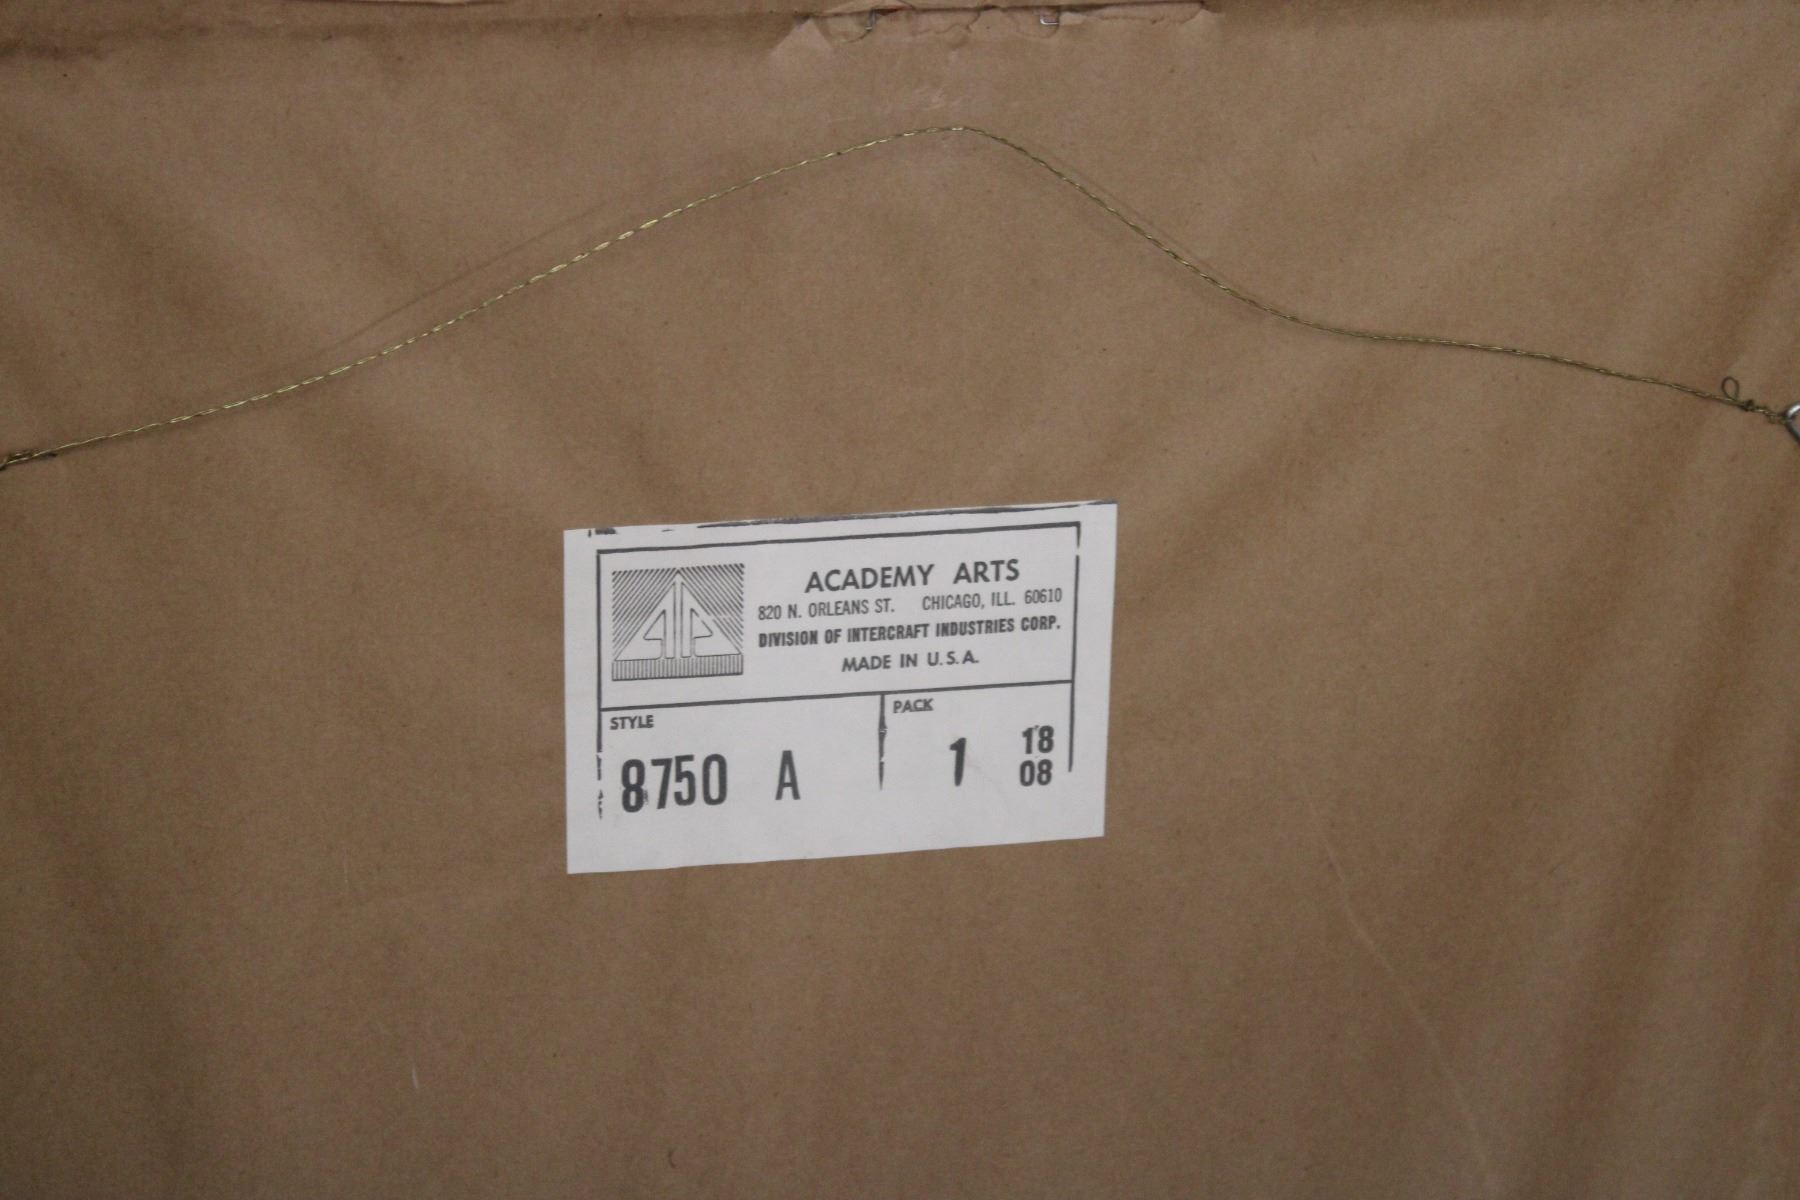 ACADEMY ARTS
820 N. ORLEANS ST. CHICAGO, ILL. 60610
DIVISION OF INTERCRAFT INDUSTRIES CORP.
MADE IN U.S.A.
STYLE
8750 A
PACK
1
18
08